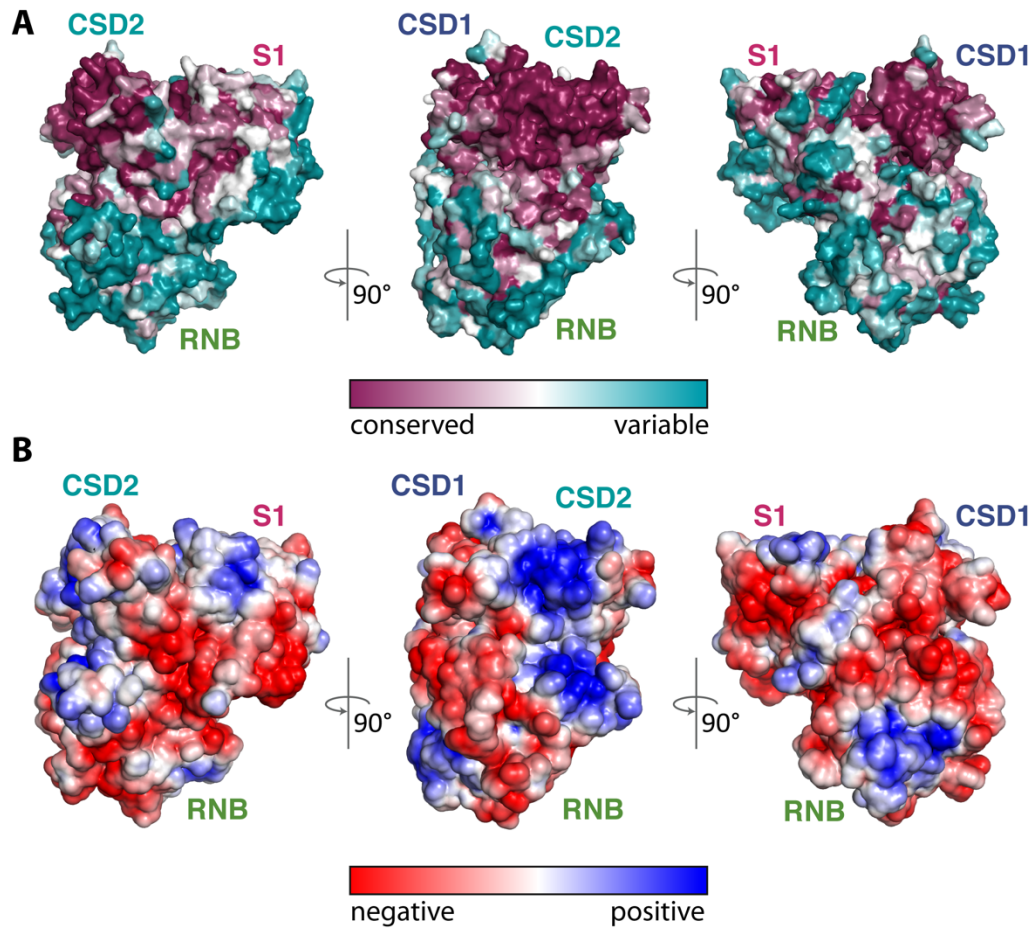 A
CSD2
S1
CSD1
CSD2
S1
CSD1
90°
90°
RNB
RNB
RNB
conserved
variable
B
CSD2
S1
CSD1
CSD2
S1
CSD1
90°
90°
RNB
RNB
RNB
negative
positive